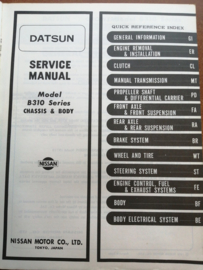 DATSUN
SERVICE
MANUAL
Model
B310 Series
CHASSIS & BODY
NISSAN
NISSAN MOTOR CO., LTD.
TOKYO, JAPAN
QUICK REFERENCE INDEX
GENERAL INFORMATION GI
ENGINE REMOVAL
& INSTALLATION ER
CLUTCH CL
MANUAL TRANSMISSION MT
PROPELLER SHAFT
& DIFFERENTIAL CARRIER PD
FRONT AXLE
& FRONT SUSPENSION FA
REAR AXLE
& REAR SUSPENSION RA
BRAKE SYSTEM BR
WHEEL AND TIRE WT
STEERING SYSTEM ST
ENGINE CONTROL, FUEL
& EXHAUST SYSTEMS FE
BODY BF
BODY ELECTRICAL SYSTEM BE